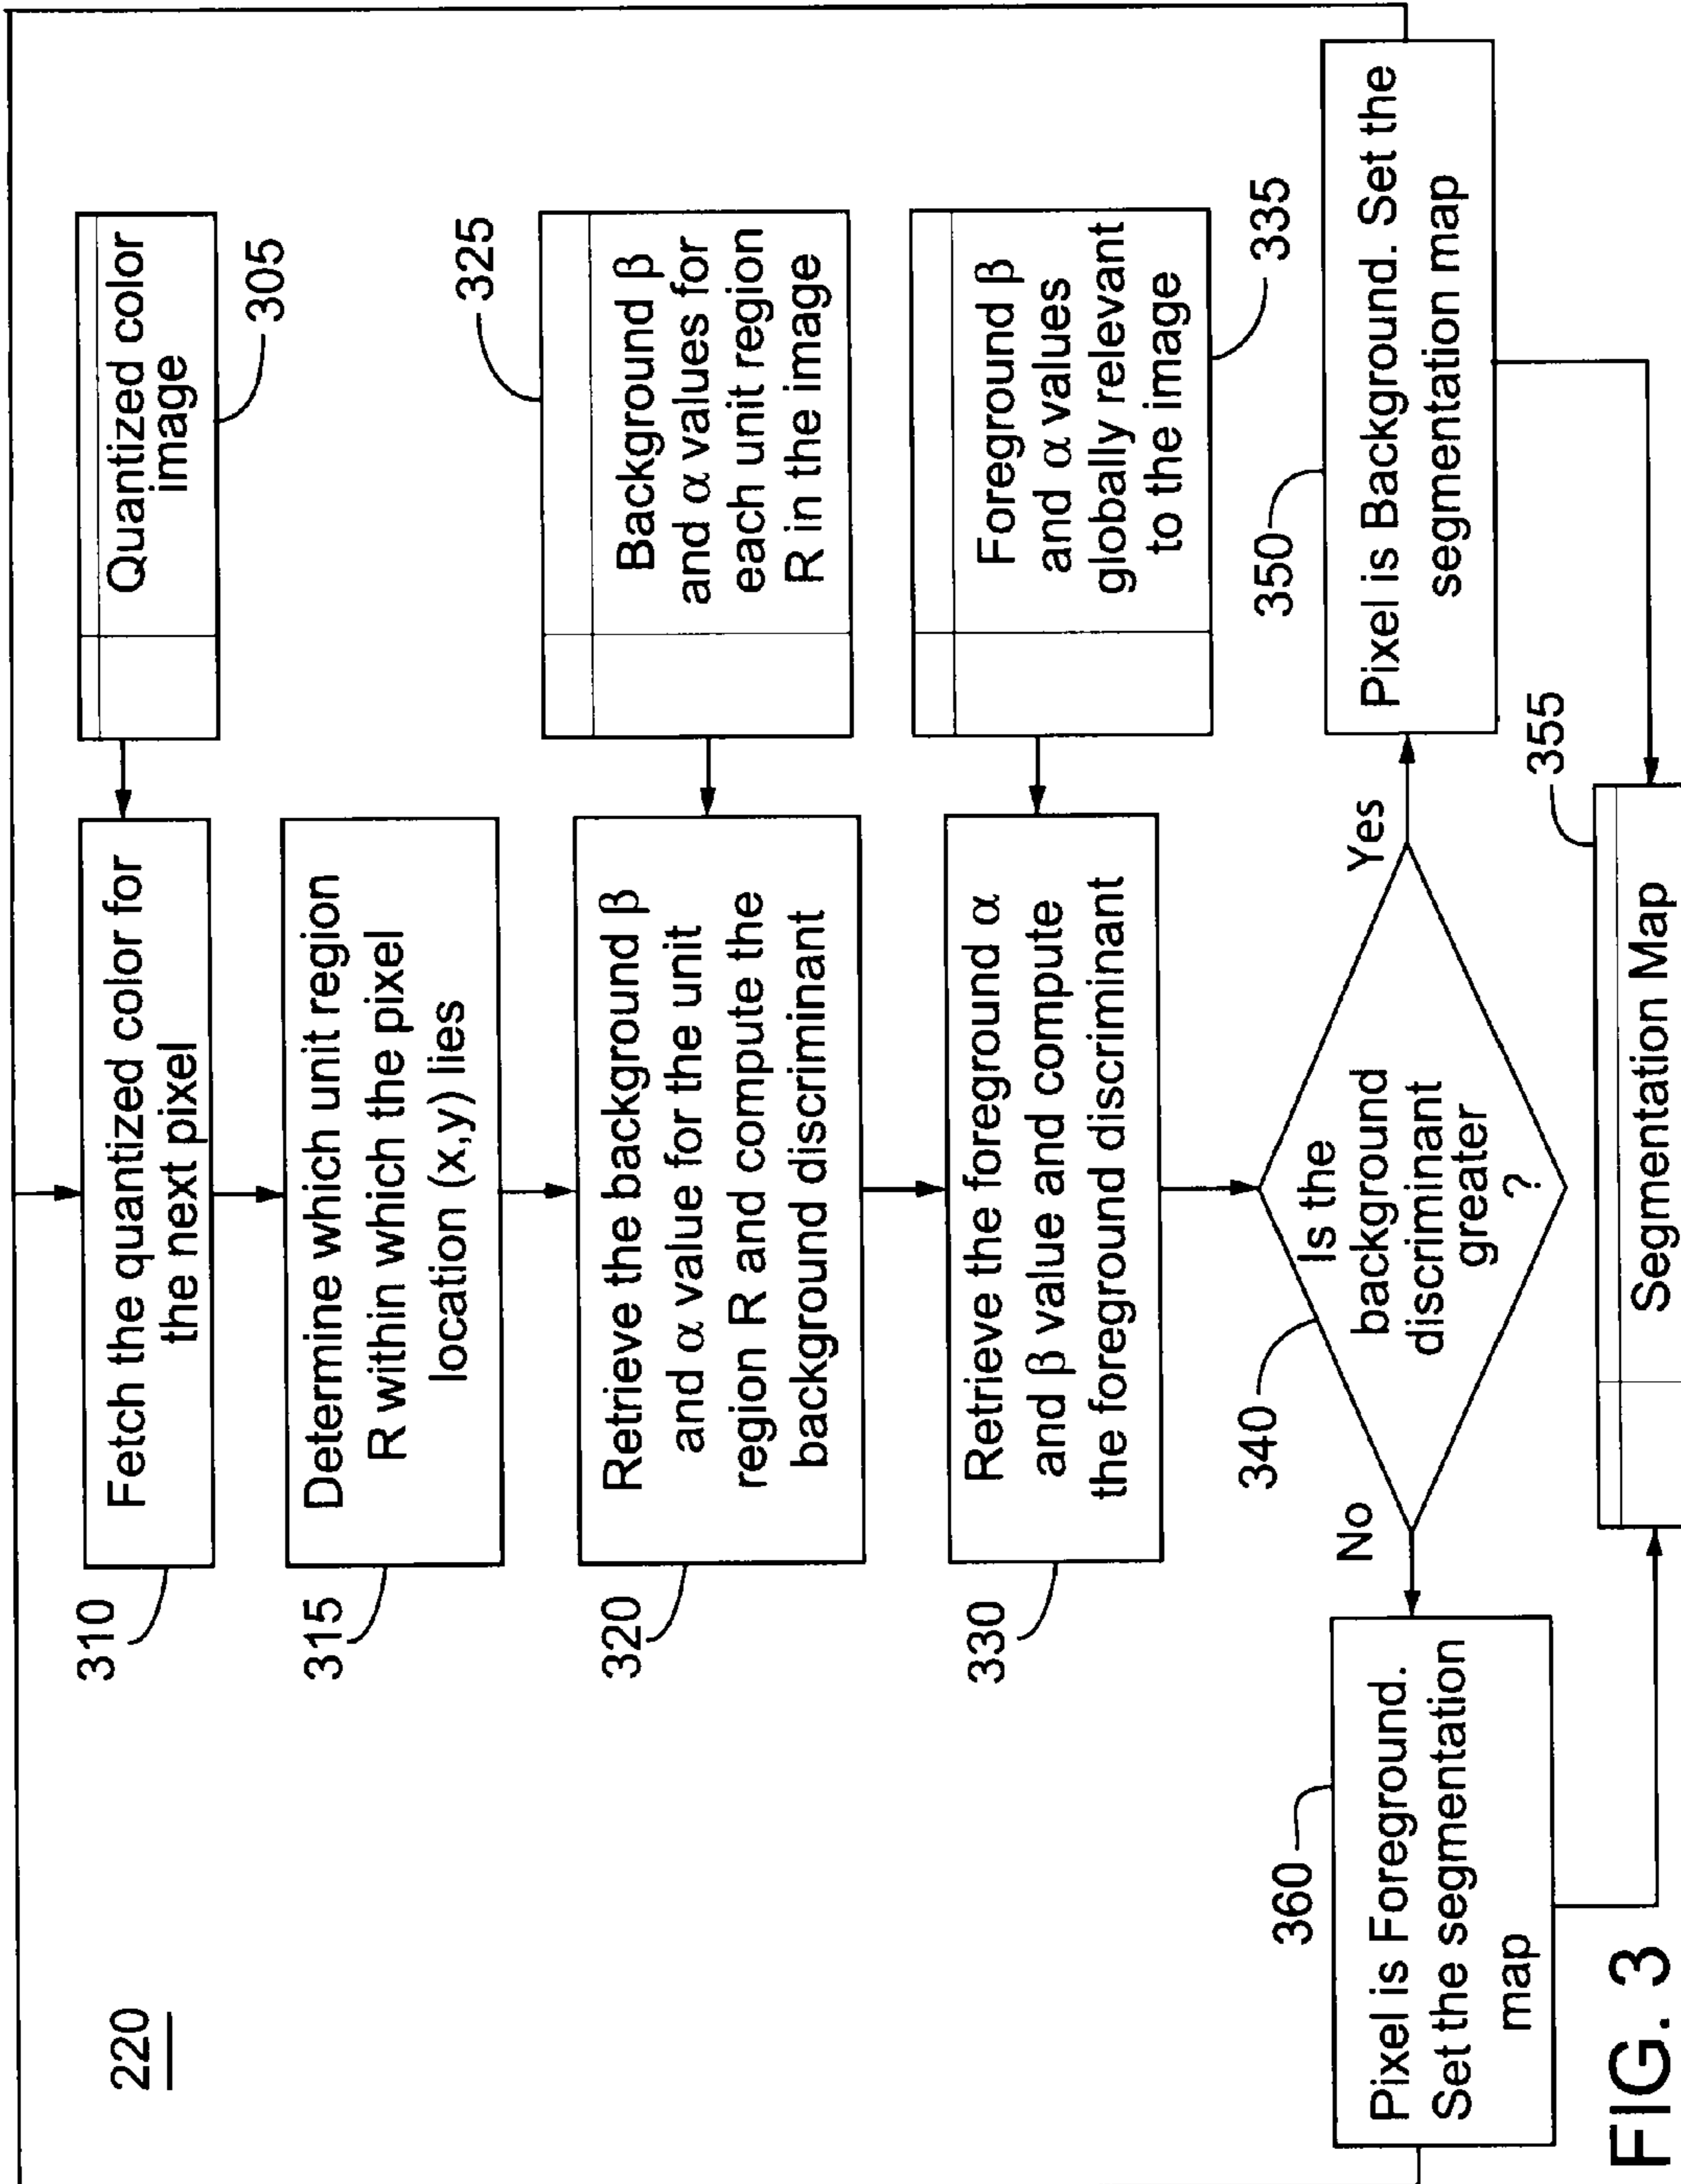 220
310
Fetch the quantized color for
the next pixel
Quantized color
image
305
315
Determine which unit region
R within which the pixel
location (x,y) lies
320
Retrieve the background β
and α value for the unit
region R and compute the
background discriminant
325
Background β
and α values for
each unit region
R in the image
330
Retrieve the foreground α
and β value and compute
the foreground discriminant
Foreground β
and α values
globally relevant
to the image
335
340
Is the
background
discriminant
greater
?
No
Yes
360
Pixel is Foreground.
Set the segmentation
map
350
Pixel is Background. Set the
segmentation map
355
Segmentation Map
FIG. 3